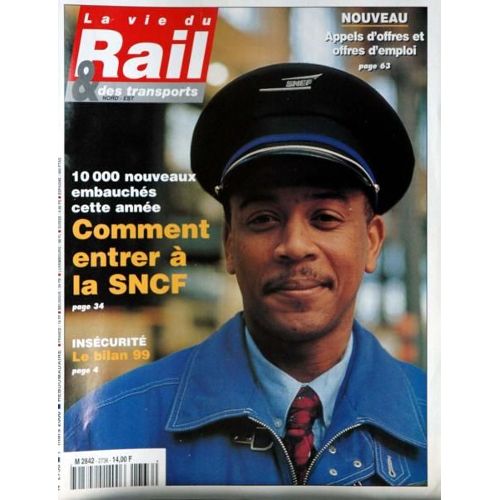 La vie du
Rail
& des transports
NORD - EST
NOUVEAU
Appels d'offres et
offres d'emploi
page 63
SNCF
10 000 nouveaux
embauchés
cette année
Comment
entrer à
la SNCF
page 34
INSÉCURITÉ
Le bilan 99
page 4
14,00 F